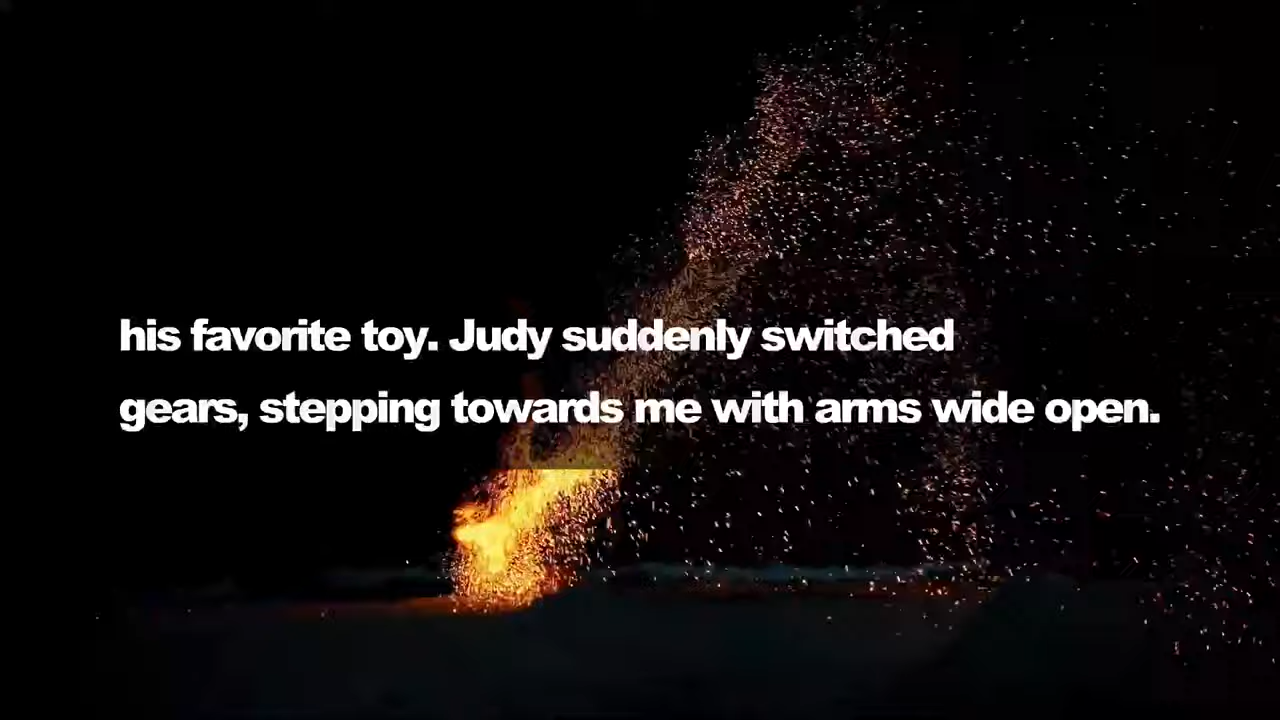 his favorite toy. Judy suddenly switched
gears, stepping towards me with arms wide open.